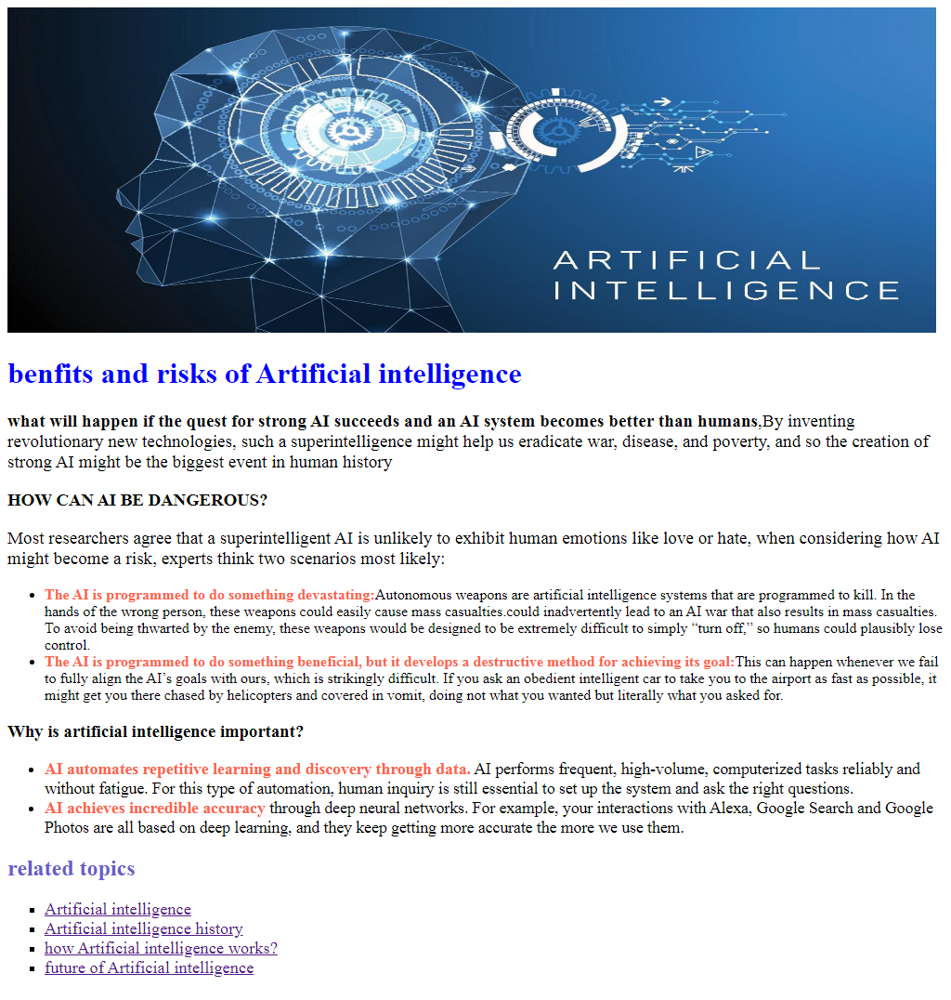 ARTIFICIAL
INTELLIGENCE
benfits and risks of Artificial intelligence
what will happen if the quest for strong AI succeeds and an AI system becomes better than humans,By inventing
revolutionary new technologies, such a superintelligence might help us eradicate war, disease, and poverty, and so the creation of
strong AI might be the biggest event in human history
HOW CAN AI BE DANGEROUS?
Most researchers agree that a superintelligent AI is unlikely to exhibit human emotions like love or hate, when considering how AI
might become a risk, experts think two scenarios most likely:
The AI is programmed to do something devastating:Autonomous weapons are artificial intelligence systems that are programmed to kill. In the
hands of the wrong person, these weapons could easily cause mass casualties.could inadvertently lead to an AI war that also results in mass casualties.
To avoid being thwarted by the enemy, these weapons would be designed to be extremely difficult to simply “turn off,” so humans could plausibly lose
control.
The AI is programmed to do something beneficial, but it develops a destructive method for achieving its goal:This can happen whenever we fail
to fully align the AI’s goals with ours, which is strikingly difficult. If you ask an obedient intelligent car to take you to the airport as fast as possible, it
might get you there chased by helicopters and covered in vomit, doing not what you wanted but literally what you asked for.
Why is artificial intelligence important?
AI automates repetitive learning and discovery through data. AI performs frequent, high-volume, computerized tasks reliably and
without fatigue. For this type of automation, human inquiry is still essential to set up the system and ask the right questions.
AI achieves incredible accuracy through deep neural networks. For example, your interactions with Alexa, Google Search and Google
Photos are all based on deep learning, and they keep getting more accurate the more we use them.
related topics
Artificial intelligence
Artificial intelligence history
how Artificial intelligence works?
future of Artificial intelligence